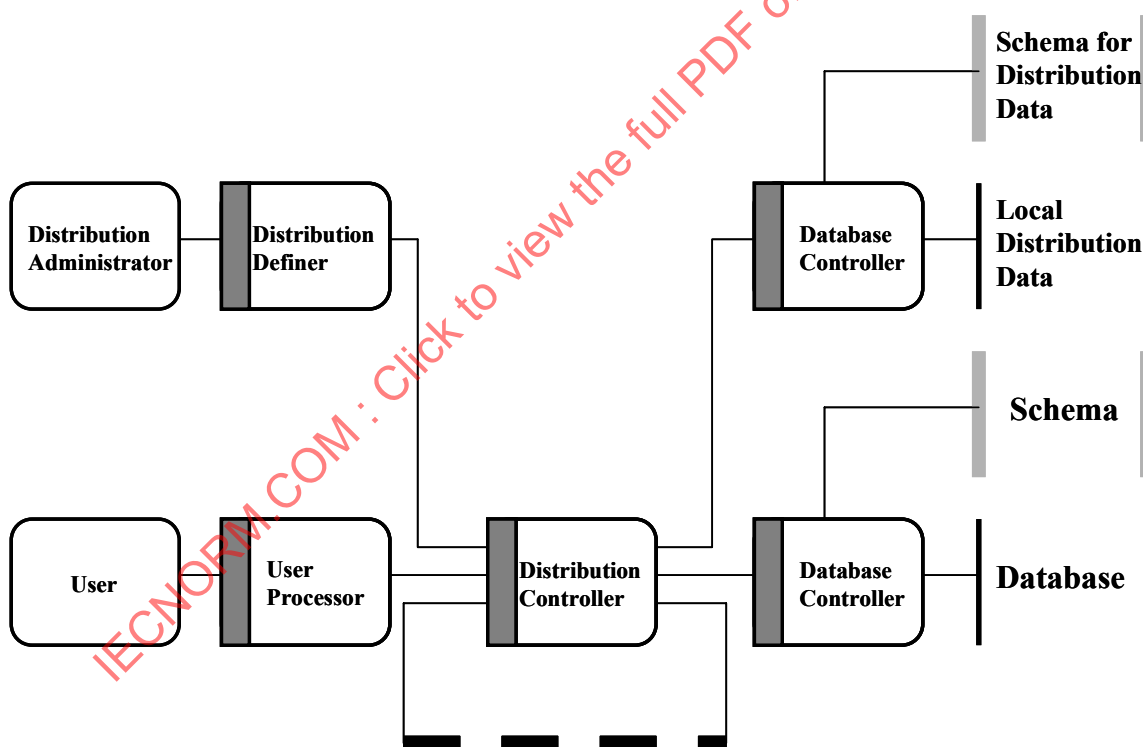 Schema for
Distribution
Data
Distribution
Administrator
Distribution
Definer
Database
Controller
Local
Distribution
Data
Schema
User
User
Processor
Distribution
Controller
Database
Controller
Database
IECNORM.COM : Click to view the full PDF